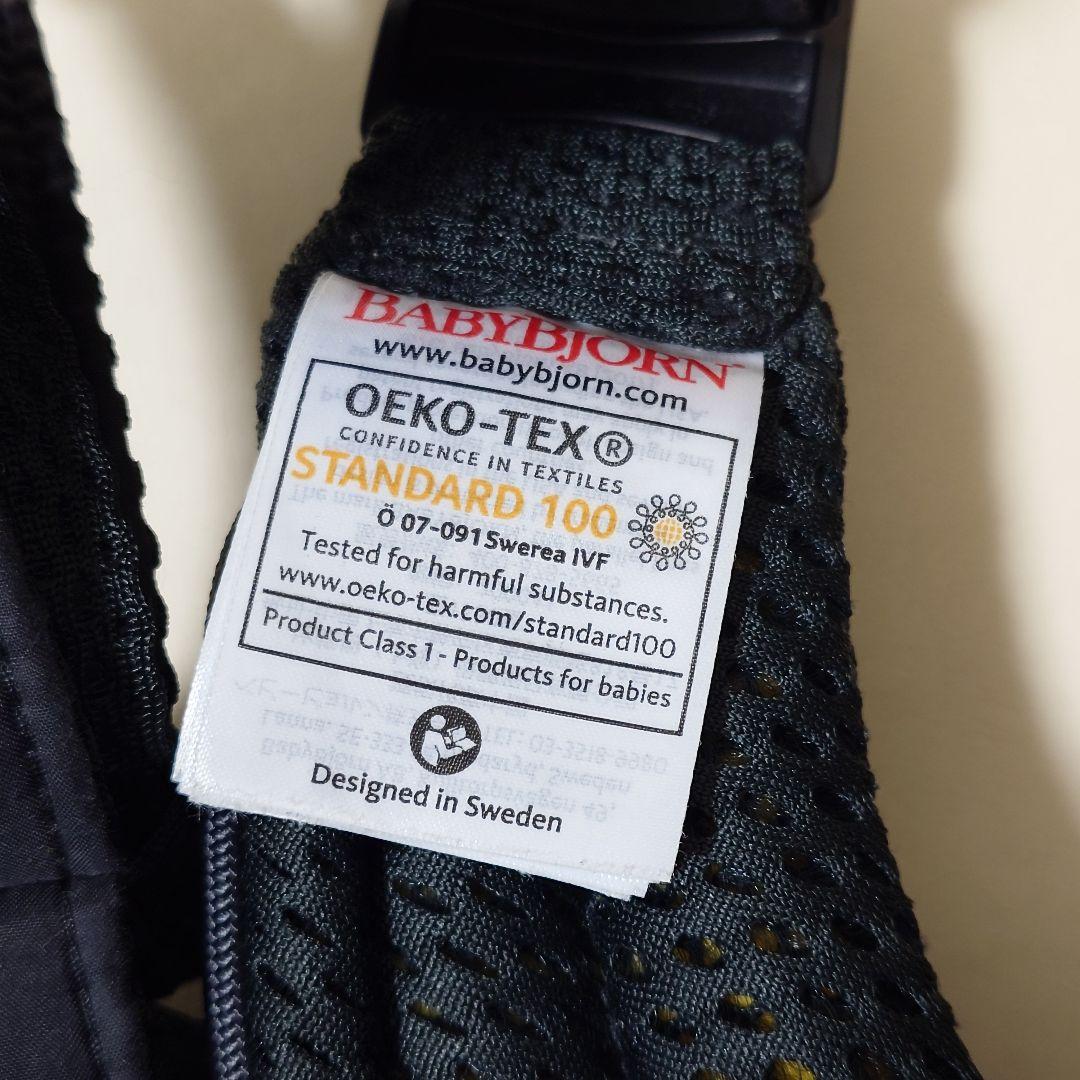 BABYBJORN
www.babybjorn.com
OEKO-TEX®
CONFIDENCE IN TEXTILES
STANDARD 100
Ö 07-091 Swerea IVF
Tested for harmful substances.
www.oeko-tex.com/standard100
Product Class 1 - Products for babies
Designed in Sweden